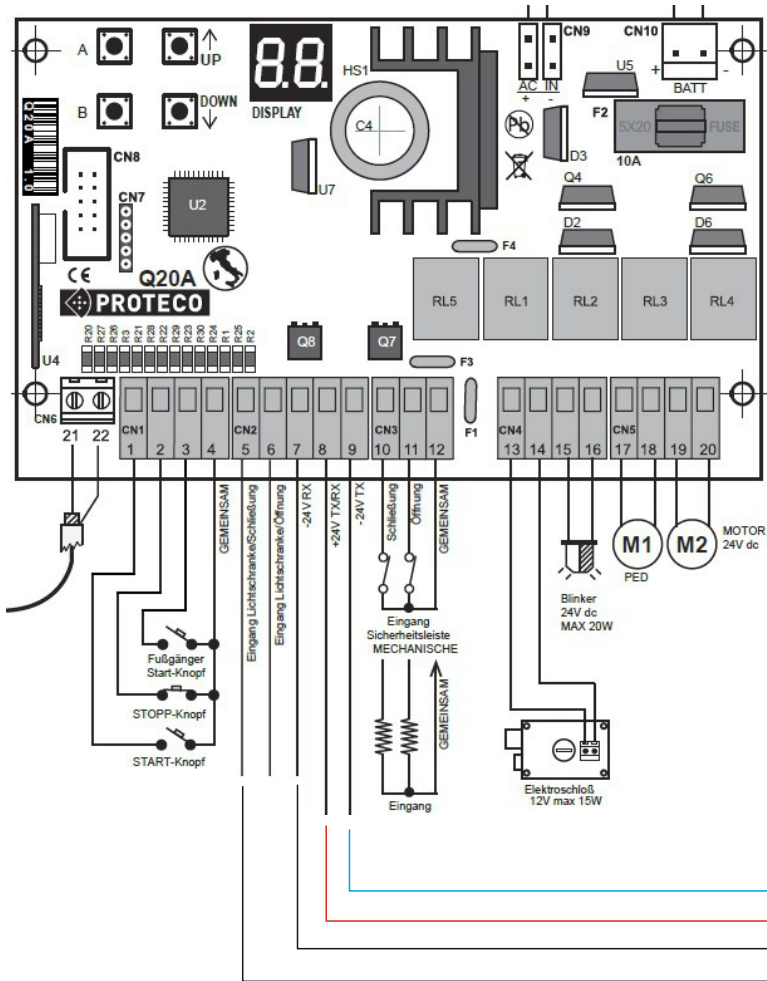 A
UP
B
DOWN
DISPLAY
HS1
C4
U7
CN9
AC IN
+ -
CN10
+ -
BATT
U5
F2
5X20 FUSE
10A
Pb
D3
Q4
Q6
D2
D6
F4
RL5
RL1
RL2
RL3
RL4
Q20A 1.0
CN8
CN7
U2
CE
Q20A
PROTECO
U4
R20
R27
R26
R3
R21
R28
R22
R29
R23
R30
R24
R1
R25
R2
Q8
Q7
F3
F1
CN6
21 22
CN1
1 2 3 4
CN2
5 6 7 8 9
CN3
10 11 12
CN4
13 14 15 16
CN5
17 18 19 20
GEMEINSAM
Eingang Lichtschranke/Schließung
Eingang Lichtschranke/Öffnung
-24V RX
+24V TX/RX
-24V TX
Schließung
Öffnung
GEMEINSAM
Fußgänger
Start-Knopf
STOPP-Knopf
START-Knopf
Eingang
Sicherheitsleiste
MECHANISCHE
GEMEINSAM
Eingang
Blinker
24V dc
MAX 20W
M1
PED
M2
MOTOR
24V dc
Elektroschloß
12V max 15W